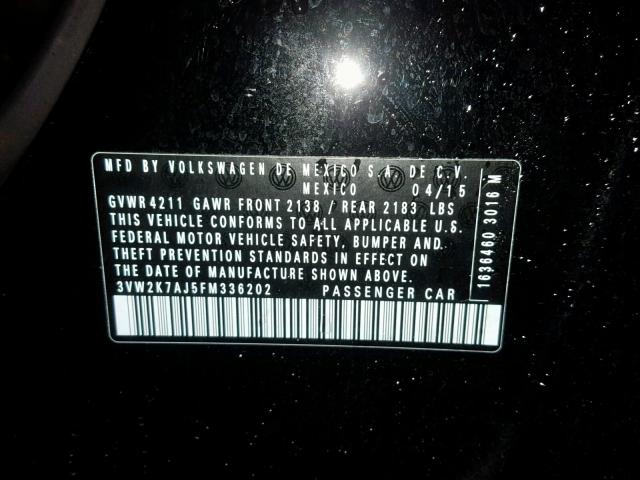 MFD BY VOLKSWAGEN DE MEXICO S.A. DE C.V.
MEXICO 04/15
GVWR 4211 GAWR FRONT 2138 / REAR 2183 LBS
THIS VEHICLE CONFORMS TO ALL APPLICABLE U.S.
FEDERAL MOTOR VEHICLE SAFETY, BUMPER AND
THEFT PREVENTION STANDARDS IN EFFECT ON
THE DATE OF MANUFACTURE SHOWN ABOVE.
3VW2K7AJ5FM336202 PASSENGER CAR
1636460 3016 M